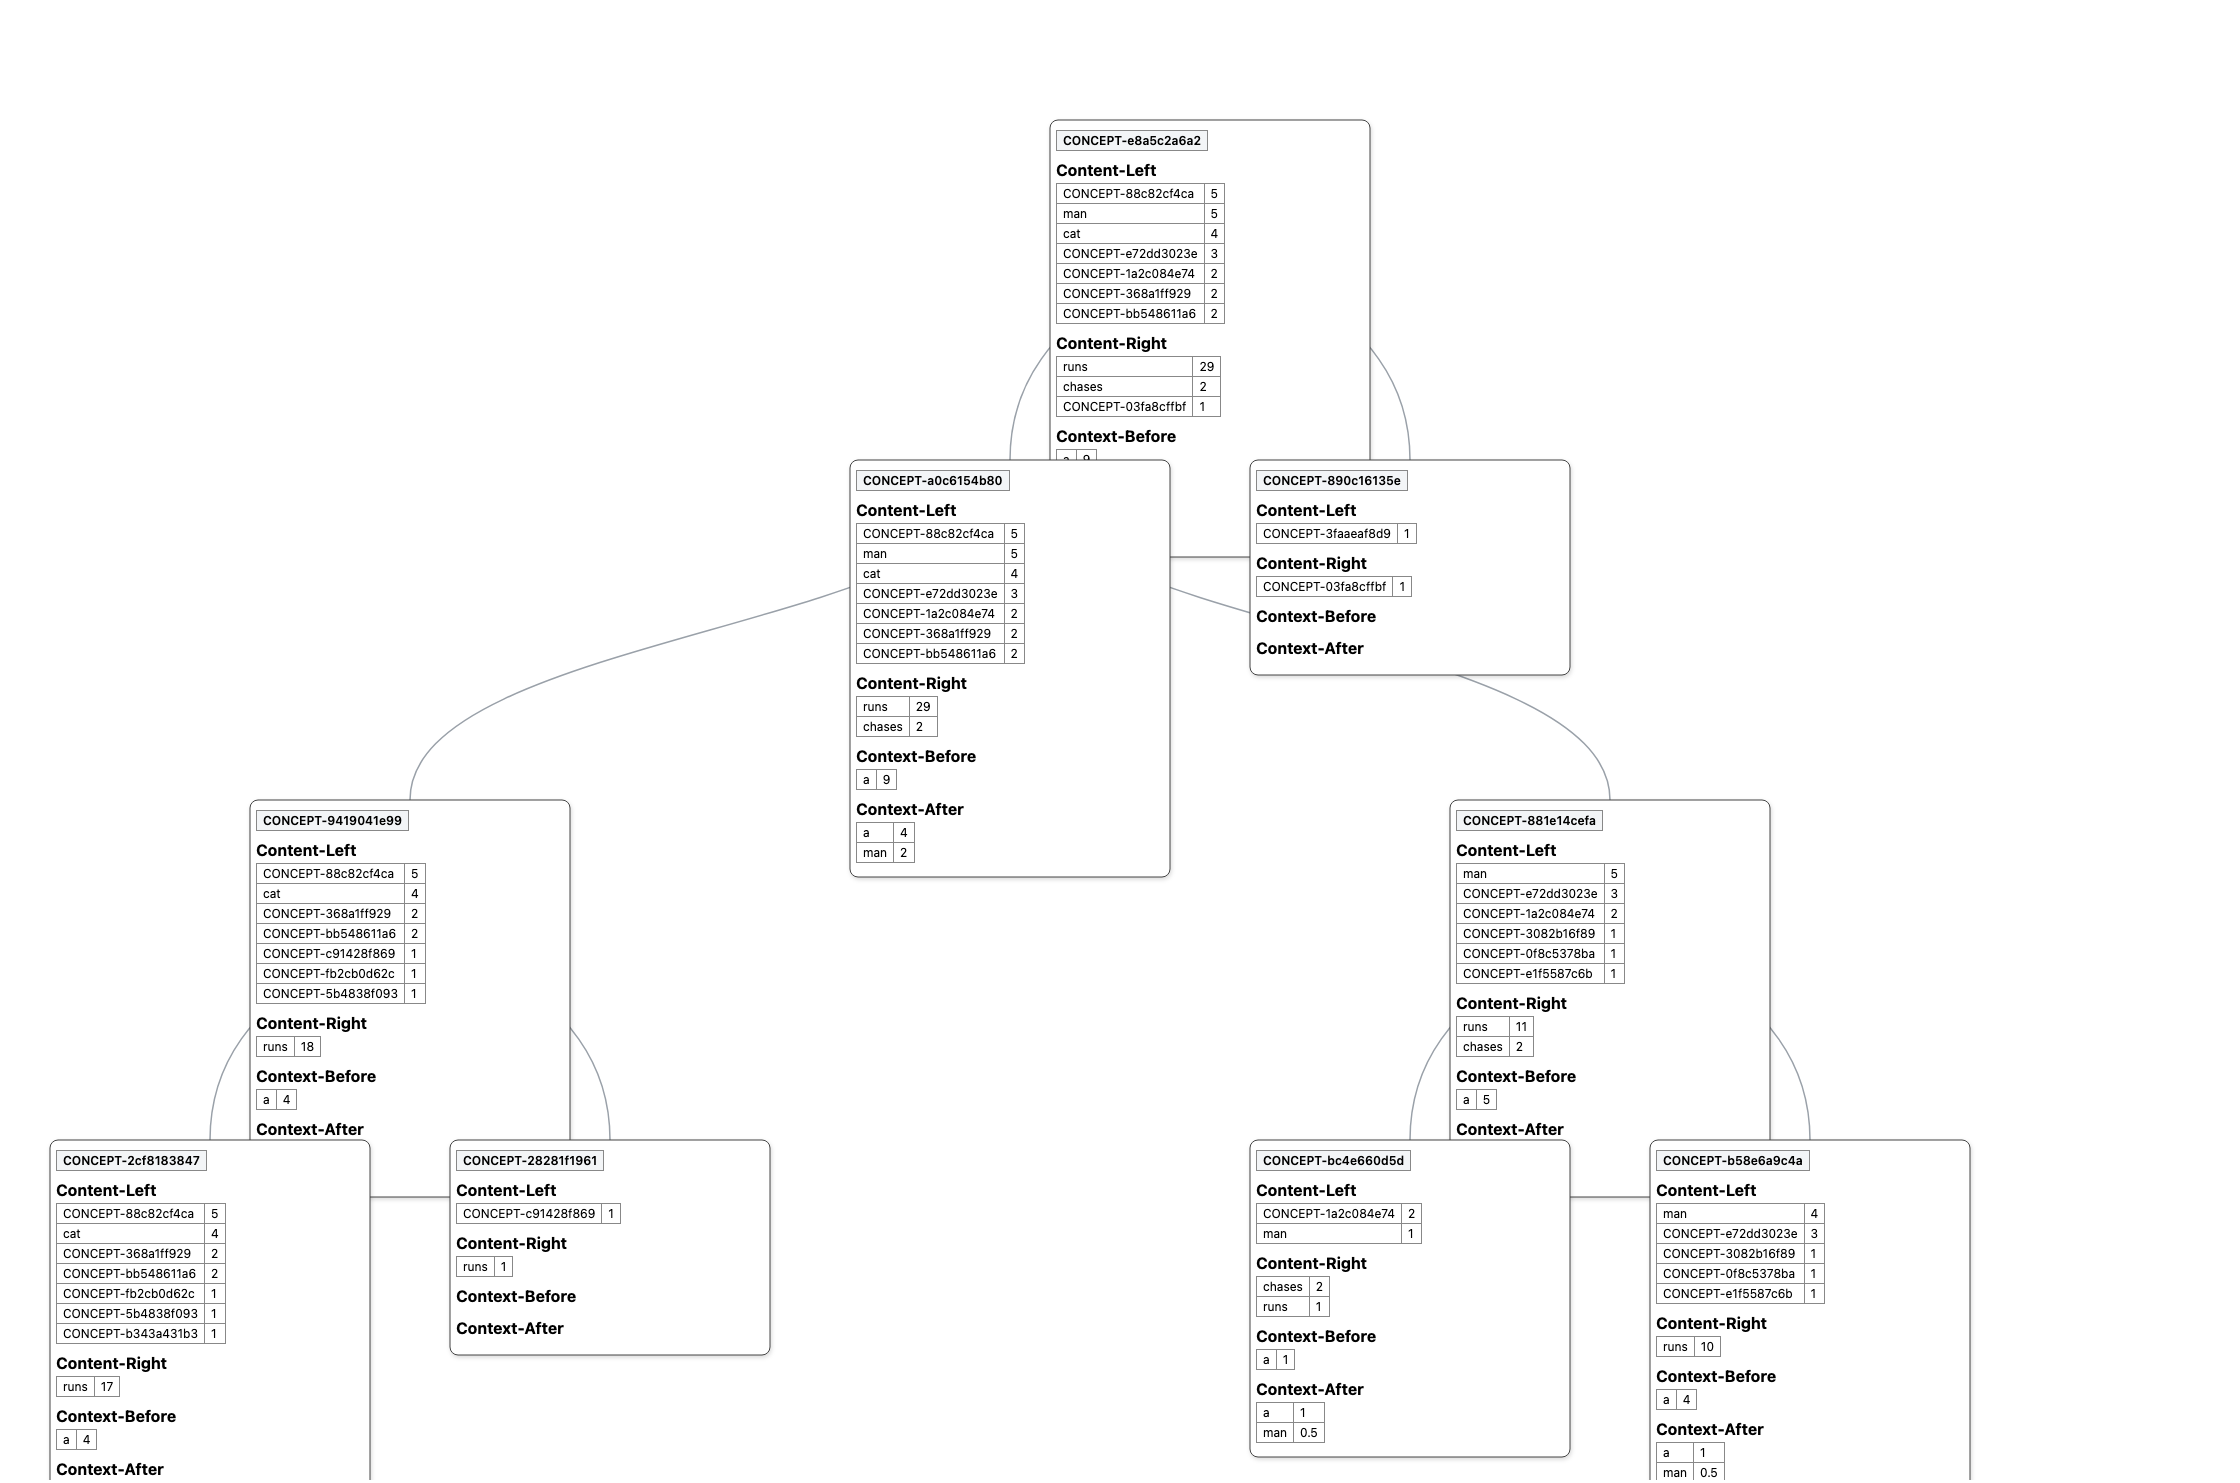 CONCEPT-e8a5c2a6a2
Content-Left
CONCEPT-88c82cf4ca 5
man 5
cat 4
CONCEPT-e72dd3023e 3
CONCEPT-1a2c084e74 2
CONCEPT-368a1ff929 2
CONCEPT-bb548611a6 2
Content-Right
runs 29
chases 2
CONCEPT-03fa8cffbf 1
Context-Before
a 9
CONCEPT-a0c6154b80
Content-Left
CONCEPT-88c82cf4ca 5
man 5
cat 4
CONCEPT-e72dd3023e 3
CONCEPT-1a2c084e74 2
CONCEPT-368a1ff929 2
CONCEPT-bb548611a6 2
Content-Right
runs 29
chases 2
Context-Before
a 9
Context-After
a 4
man 2
CONCEPT-890c16135e
Content-Left
CONCEPT-3faaeaf8d9 1
Content-Right
CONCEPT-03fa8cffbf 1
Context-Before
Context-After
CONCEPT-9419041e99
Content-Left
CONCEPT-88c82cf4ca 5
cat 4
CONCEPT-368a1ff929 2
CONCEPT-bb548611a6 2
CONCEPT-c91428f869 1
CONCEPT-fb2cb0d62c 1
CONCEPT-5b4838f093 1
Content-Right
runs 18
Context-Before
a 4
Context-After
CONCEPT-881e14cefa
Content-Left
man 5
CONCEPT-e72dd3023e 3
CONCEPT-1a2c084e74 2
CONCEPT-3082b16f89 1
CONCEPT-0f8c5378ba 1
CONCEPT-e1f5587c6b 1
Content-Right
runs 11
chases 2
Context-Before
a 5
Context-After
CONCEPT-2cf8183847
Content-Left
CONCEPT-88c82cf4ca 5
cat 4
CONCEPT-368a1ff929 2
CONCEPT-bb548611a6 2
CONCEPT-fb2cb0d62c 1
CONCEPT-5b4838f093 1
CONCEPT-b343a431b3 1
Content-Right
runs 17
Context-Before
a 4
Context-After
CONCEPT-28281f1961
Content-Left
CONCEPT-c91428f869 1
Content-Right
runs 1
Context-Before
Context-After
CONCEPT-bc4e660d5d
Content-Left
CONCEPT-1a2c084e74 2
man 1
Content-Right
chases 2
runs 1
Context-Before
a 1
Context-After
a 1
man 0.5
CONCEPT-b58e6a9c4a
Content-Left
man 4
CONCEPT-e72dd3023e 3
CONCEPT-3082b16f89 1
CONCEPT-0f8c5378ba 1
CONCEPT-e1f5587c6b 1
Content-Right
runs 10
Context-Before
a 4
Context-After
a 1
man 0.5